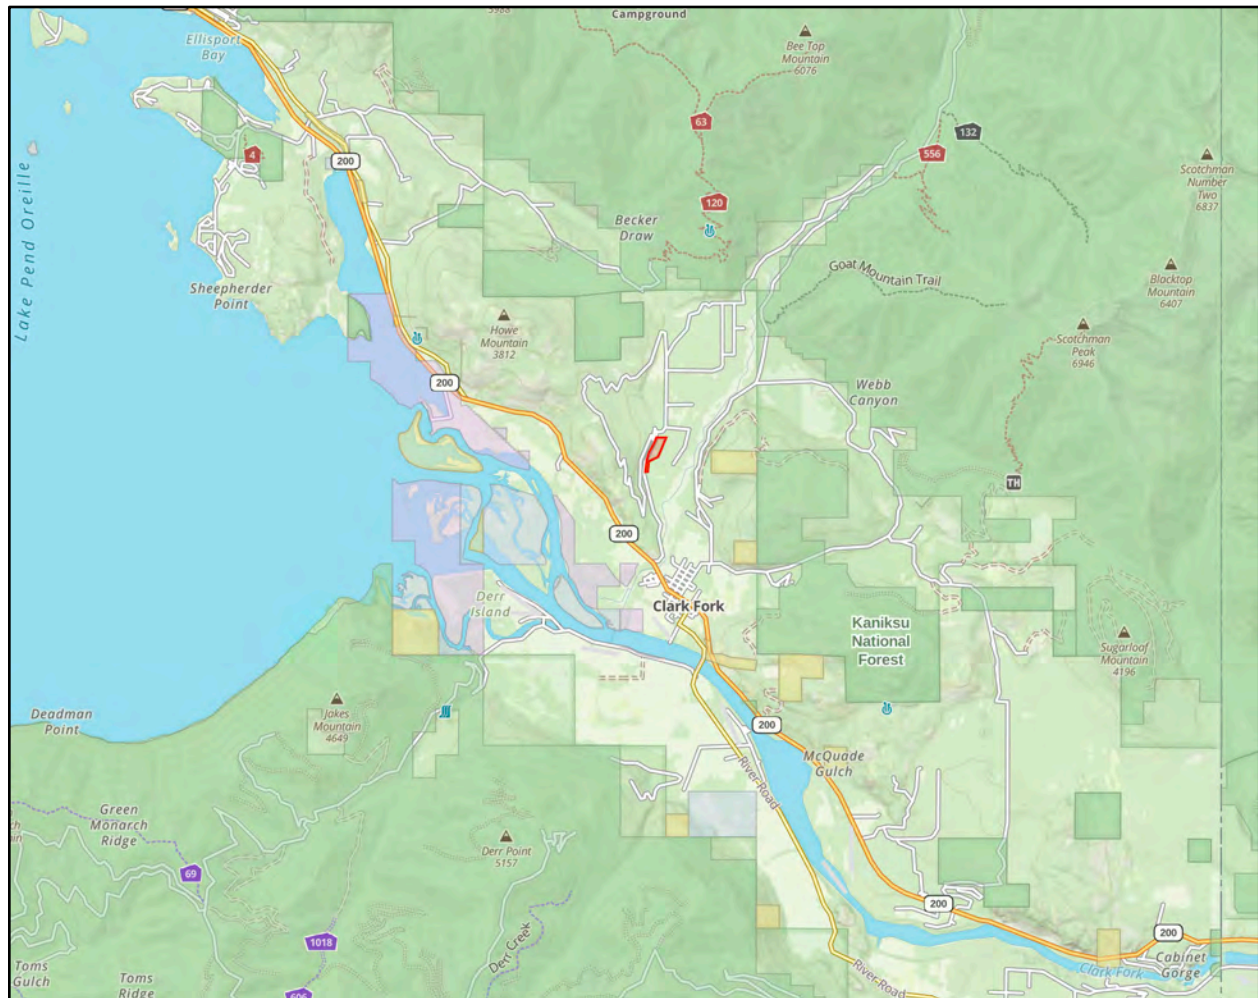 5988
Campground
Ellisport
Bay
Bee Top
Mountain
6076
63
132
556
4
200
Scotchman
Number
Two
6837
120
Becker
Draw
Lake Pend Oreille
Goat Mountain Trail
Blacktop
Mountain
6407
Sheepherder
Point
Howe
Mountain
3812
Scotchman
Peak
6946
200
Webb
Canyon
TH
200
Derr
Island
Clark Fork
Kaniksu
National
Forest
Sugarloaf
Mountain
4196
Deadman
Point
Jakes
Mountain
4649
200
McQuade
Gulch
River Road
Green
Monarch
Ridge
Derr Point
5157
69
200
1018
Derr Creek
200
Cabinet
Gorge
Clark Fork
River Road
Toms
Gulch
Toms
Ridge